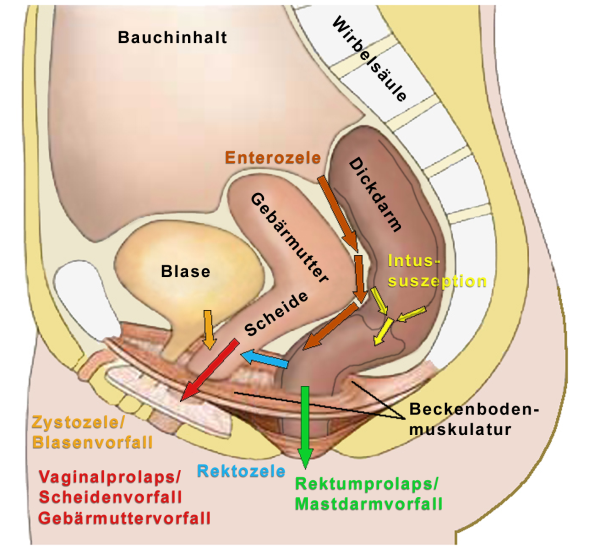 Bauchinhalt
Wirbelsäule
Enterozele
Dickdarm
Gebärmutter
Blase
Intus-
suszeption
Scheide
Beckenboden-
muskulatur
Zystozele/
Blasenvorfall
Rektozele
Vaginalprolaps/
Scheidenvorfall
Gebärmuttervorfall
Rektumprolaps/
Mastdarmvorfall